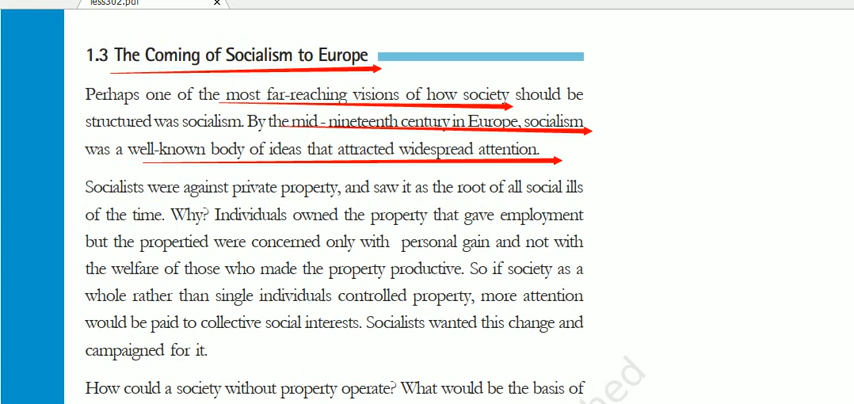 less302.pdf
1.3 The Coming of Socialism to Europe
Perhaps one of the most far-reaching visions of how society should be
structured was socialism. By the mid - nineteenth century in Europe, socialism
was a well-known body of ideas that attracted widespread attention.
Socialists were against private property, and saw it as the root of all social ills
of the time. Why? Individuals owned the property that gave employment
but the propertied were concerned only with personal gain and not with
the welfare of those who made the property productive. So if society as a
whole rather than single individuals controlled property, more attention
would be paid to collective social interests. Socialists wanted this change and
campaigned for it.
How could a society without property operate? What would be the basis of